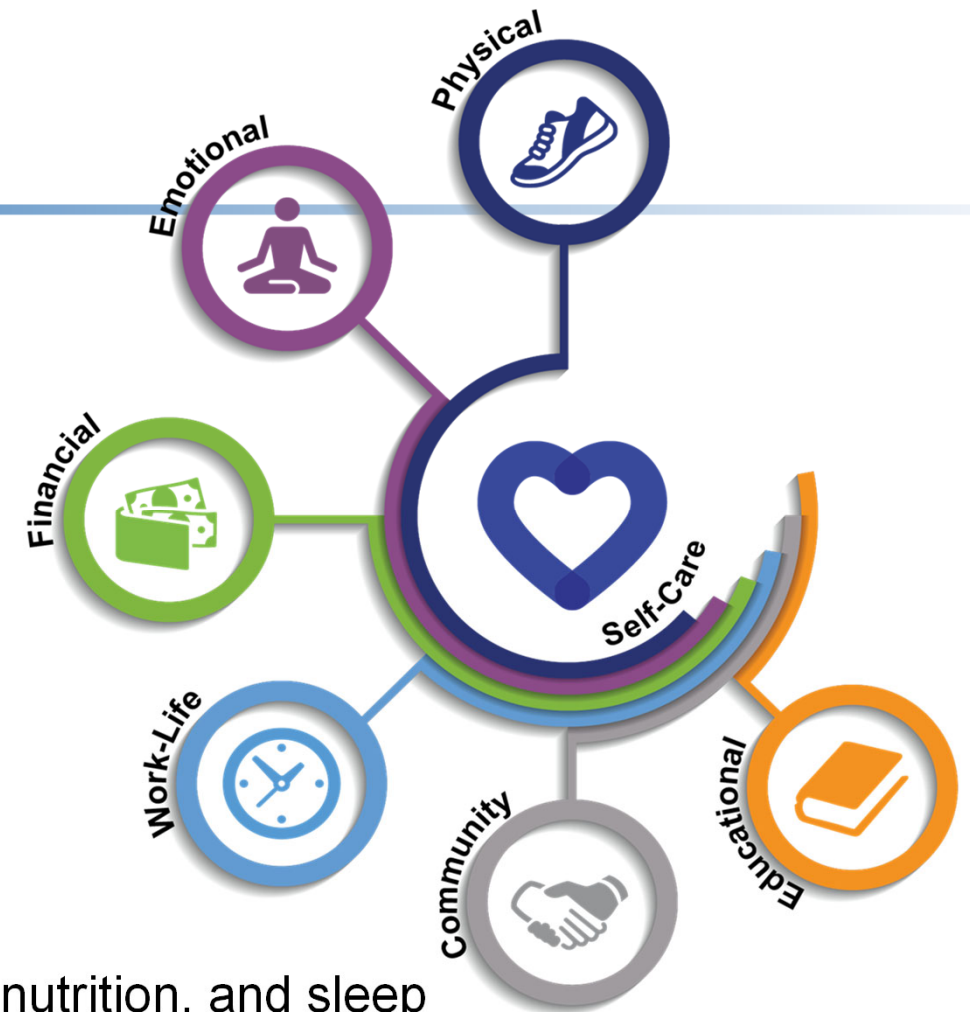 Physical
Emotional
Financial
Self-Care
Work-Life
Educational
Community
nutrition, and sleep